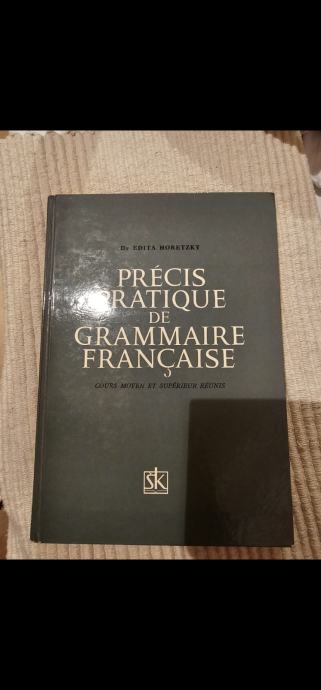 Dr EDITA HORETZKY
PRÉCIS
PRATIQUE
DE
GRAMMAIRE
FRANÇAISE
COURS MOYEN ET SUPÉRIEUR RÉUNIS
ŠK